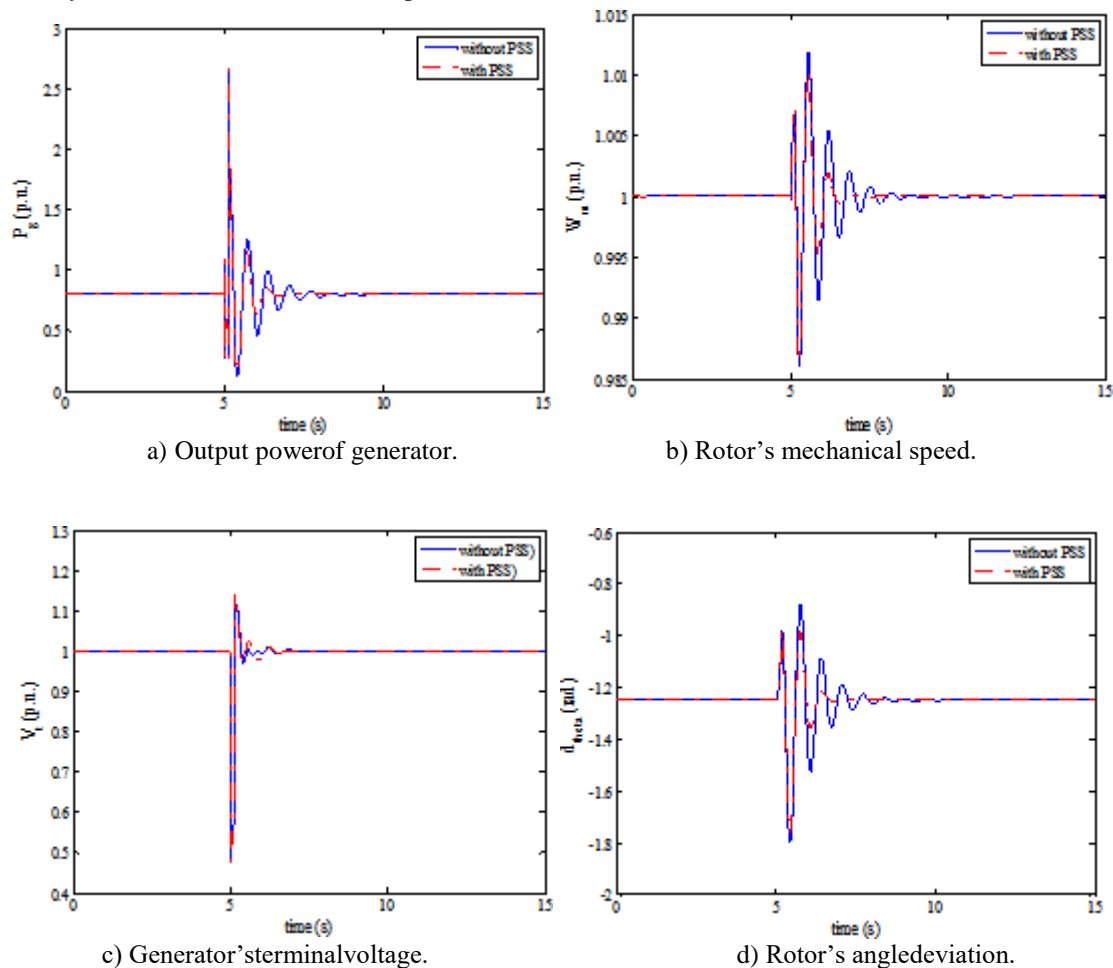 3
2.5
2
1.5
1
0.5
0
0
5
10
15
P_g (p.u.)
time (s)
without PSS
with PSS
a) Output powerof generator.
1.015
1.01
1.005
1
0.995
0.99
0.985
0
5
10
15
W_m (p.u.)
time (s)
without PSS
with PSS
b) Rotor’s mechanical speed.
1.3
1.2
1.1
1
0.9
0.8
0.7
0.6
0.5
0.4
0
5
10
15
V_t (p.u.)
time (s)
without PSS)
with PSS)
c) Generator’sterminalvoltage.
-0.6
-0.8
-1
-1.2
-1.4
-1.6
-1.8
-2
0
5
10
15
d_theta (rad)
time (s)
without PSS
with PSS
d) Rotor’s angledeviation.